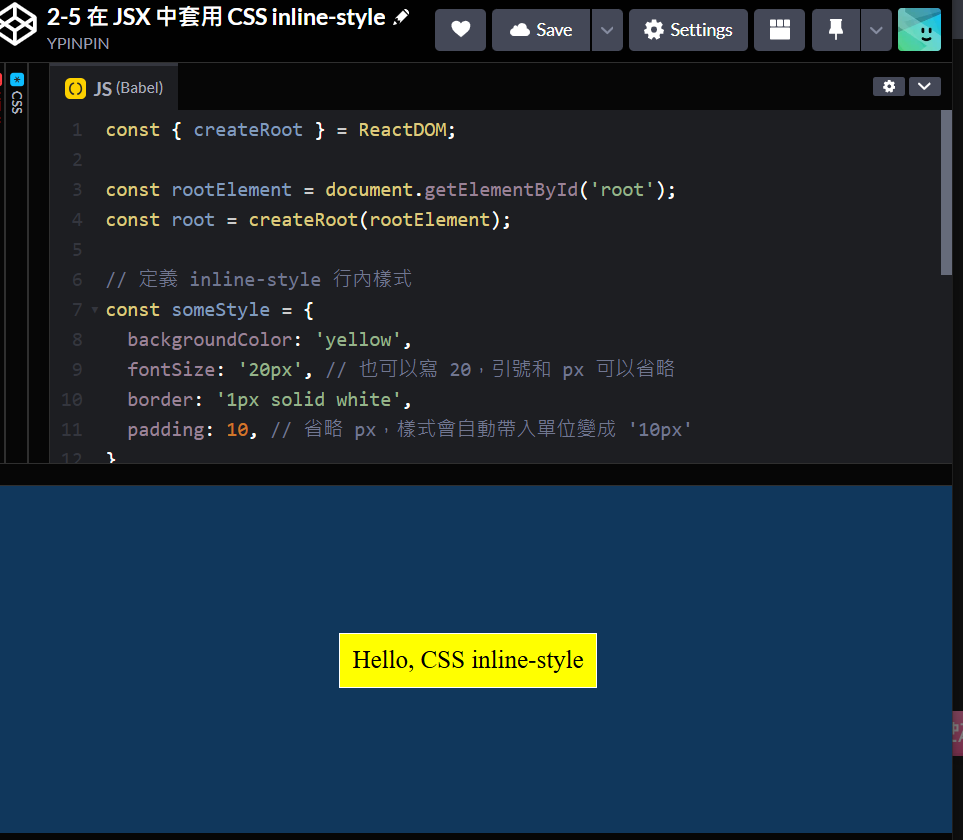 2-5 在 JSX 中套用 CSS inline-style
YPINPIN
Save
Settings
CSS
JS (Babel)
1 const { createRoot } = ReactDOM;
2
3 const rootElement = document.getElementById('root');
4 const root = createRoot(rootElement);
5
6 // 定義 inline-style 行內樣式
7 const someStyle = {
8 backgroundColor: 'yellow',
9 fontSize: '20px', // 也可以寫 20，引號和 px 可以省略
10 border: '1px solid white',
11 padding: 10, // 省略 px，樣式會自動帶入單位變成 '10px'
12 }
Hello, CSS inline-style